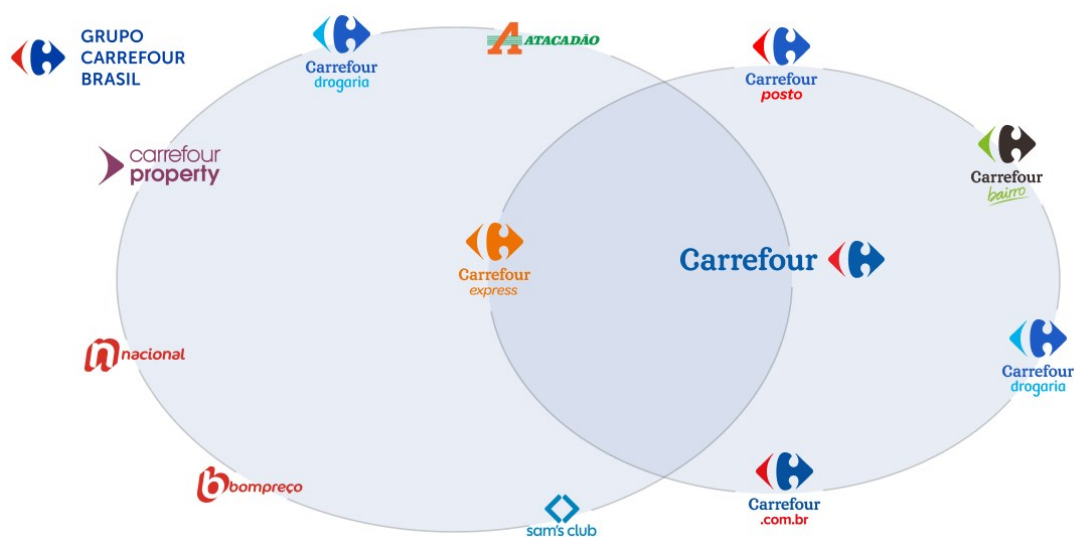 GRUPO
CARREFOUR
BRASIL
Carrefour
drogaria
ATACADÃO
Carrefour
posto
carrefour
property
Carrefour
bairro
Carrefour
express
Carrefour
nacional
Carrefour
drogaria
bompreço
sam's club
Carrefour
.com.br